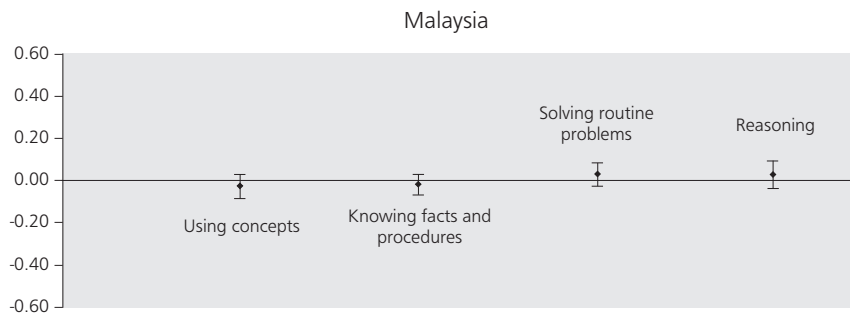 Malaysia
0.60
0.40
0.20
0.00
-0.20
-0.40
-0.60
Solving routine
problems
Reasoning
Using concepts
Knowing facts and
procedures